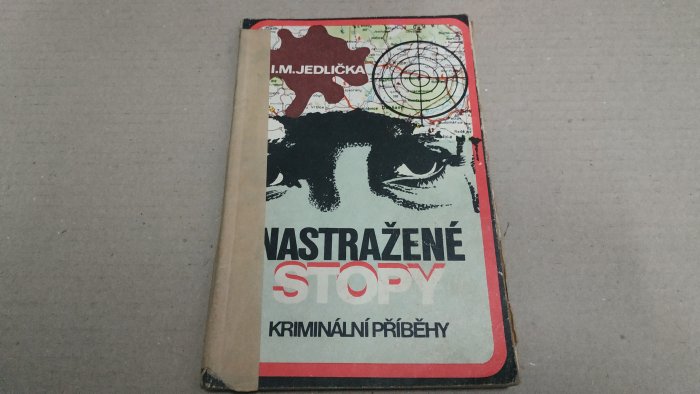 I.M.JEDLIČKA
NASTRAŽENÉ
STOPY
KRIMINÁLNÍ PŘÍBĚHY